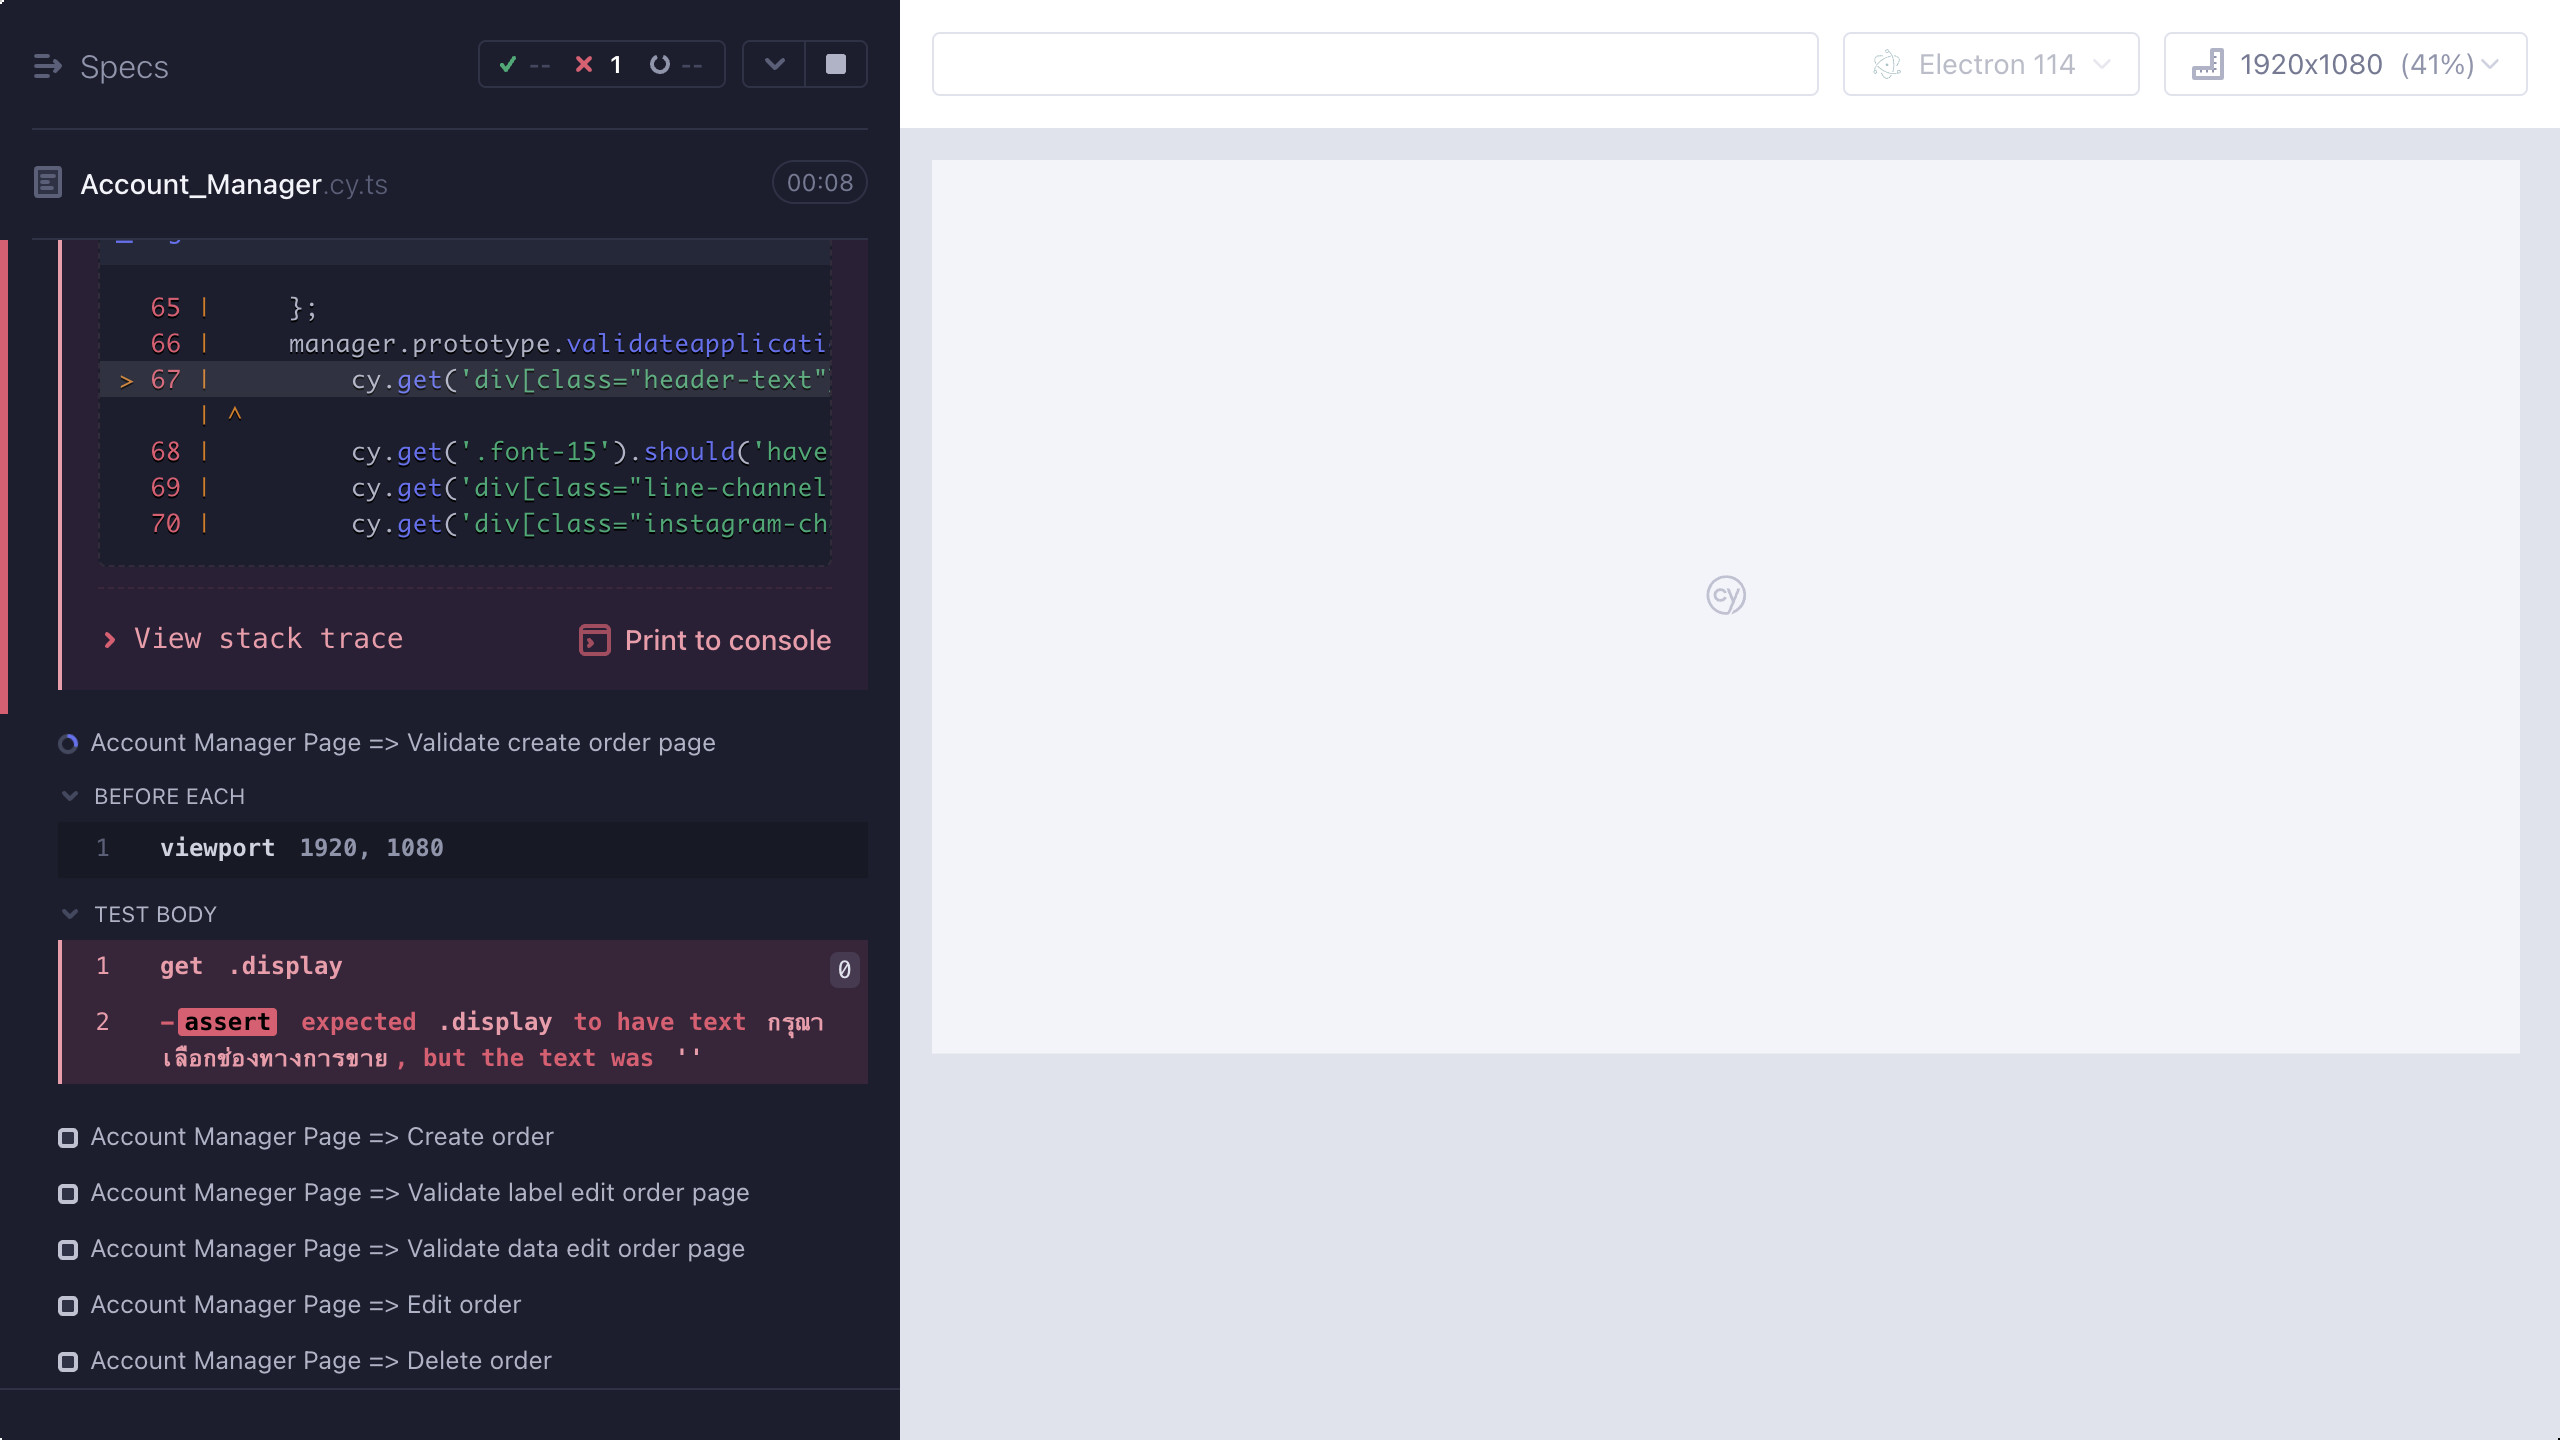 Specs
-- 1 --
Account_Manager.cy.ts
00:08
65 | };
66 | manager.prototype.validateapplicati
> 67 | cy.get('div[class="header-text"
| ^
68 | cy.get('.font-15').should('have
69 | cy.get('div[class="line-channel
70 | cy.get('div[class="instagram-ch
View stack trace
Print to console
Account Manager Page => Validate create order page
BEFORE EACH
1 viewport 1920, 1080
TEST BODY
1 get .display 0
2 -assert expected .display to have text กรุณา
เลือกช่องทางการขาย, but the text was ''
Account Manager Page => Create order
Account Maneger Page => Validate label edit order page
Account Manager Page => Validate data edit order page
Account Manager Page => Edit order
Account Manager Page => Delete order
Electron 114
1920x1080 (41%)
cy